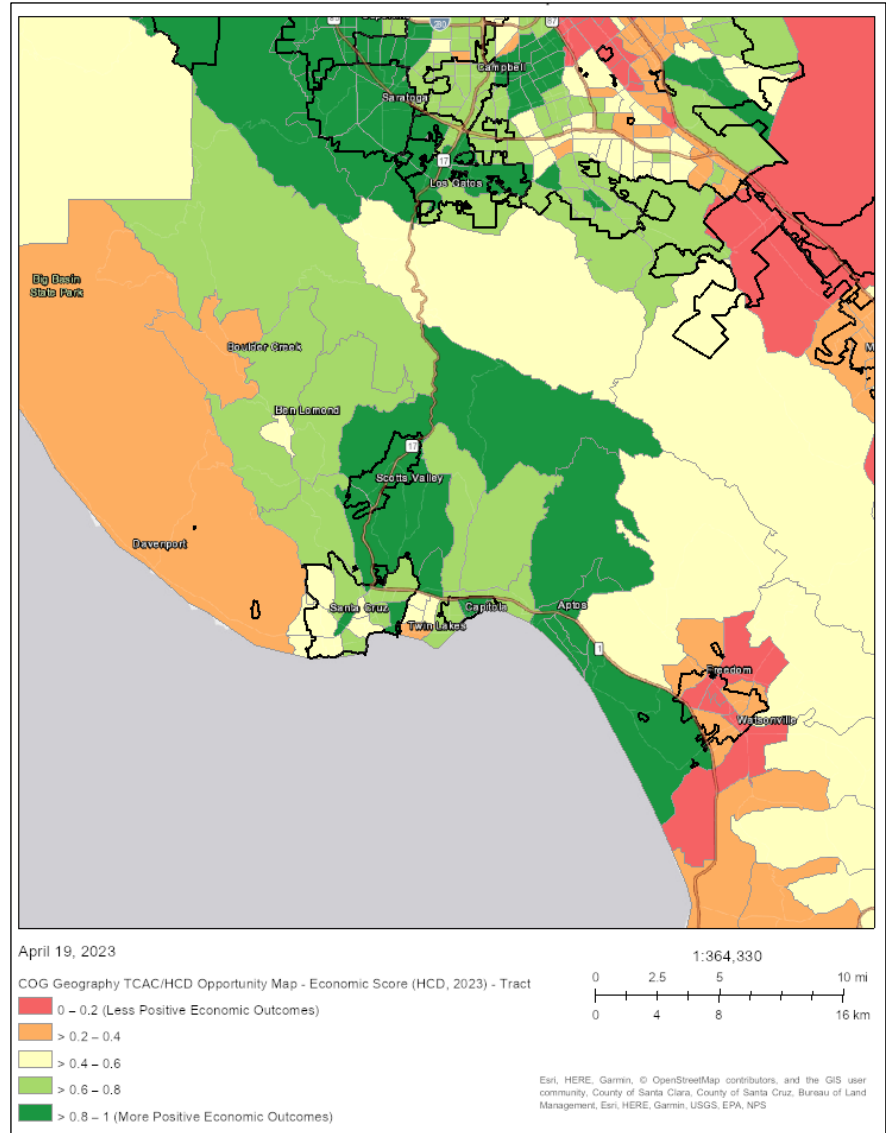 280
87
Campbell
Saratoga
17
Los Gatos
Big Basin
State Park
Boulder Creek
Ben Lomond
17
Scotts Valley
Davenport
Santa Cruz
Capitola
Aptos
Twin Lakes
1
Freedom
Watsonville
April 19, 2023
1:364,330
0 2.5 5 10 mi
0 4 8 16 km
COG Geography TCAC/HCD Opportunity Map - Economic Score (HCD, 2023) - Tract
0 – 0.2 (Less Positive Economic Outcomes)
> 0.2 – 0.4
> 0.4 – 0.6
> 0.6 – 0.8
> 0.8 – 1 (More Positive Economic Outcomes)
Esri, HERE, Garmin, © OpenStreetMap contributors, and the GIS user
community, County of Santa Clara, County of Santa Cruz, Bureau of Land
Management, Esri, HERE, Garmin, USGS, EPA, NPS